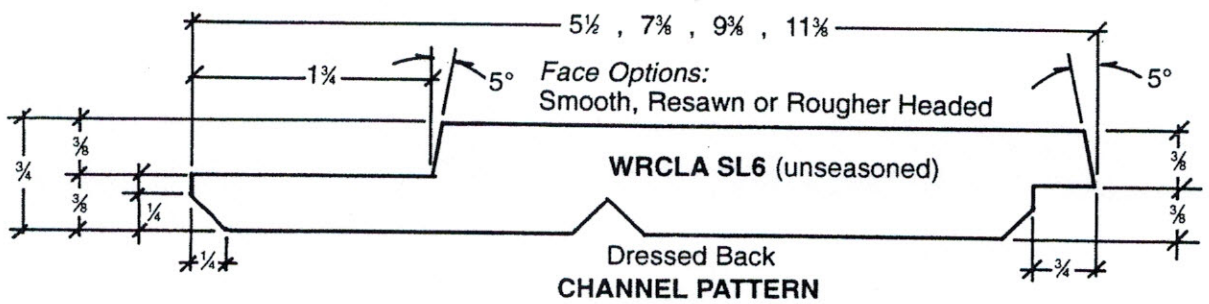 5½ , 7⅜ , 9⅜ , 11⅜
1¾
5°
Face Options:
5°
Smooth, Resawn or Rougher Headed
¾
⅜
⅜
¼
WRCLA SL6 (unseasoned)
⅜
⅜
¼
Dressed Back
¾
CHANNEL PATTERN